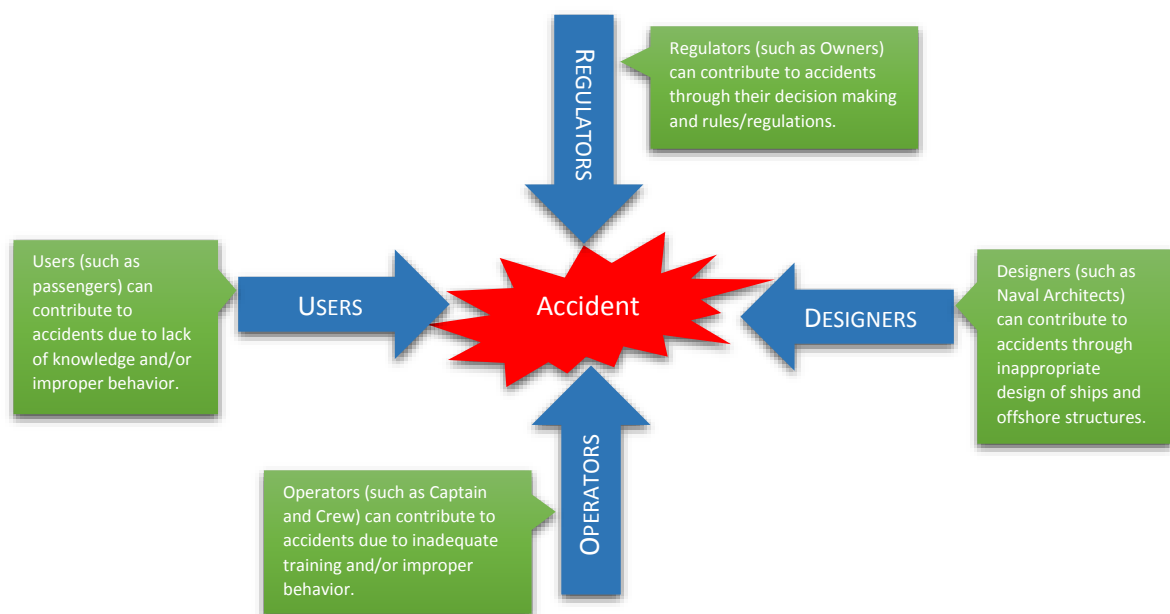 REGULATORS
Regulators (such as Owners)
can contribute to accidents
through their decision making
and rules/regulations.
Users (such as
passengers) can
contribute to
accidents due to lack
of knowledge and/or
improper behavior.
USERS
Accident
DESIGNERS
Designers (such as
Naval Architects)
can contribute to
accidents through
inappropriate
design of ships and
offshore structures.
Operators (such as Captain
and Crew) can contribute to
accidents due to inadequate
training and/or improper
behavior.
OPERATORS